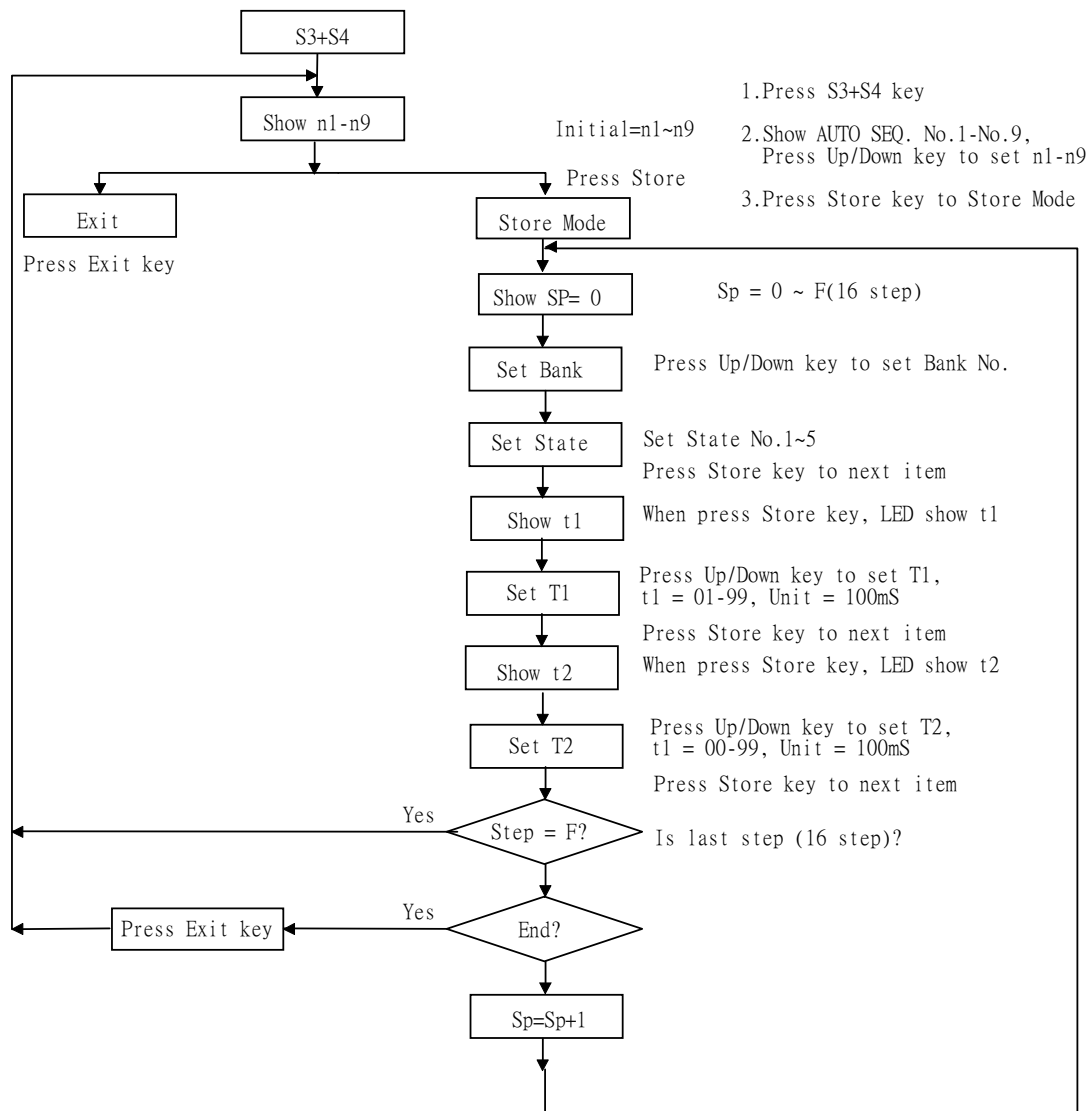 S3+S4
1.Press S3+S4 key
Show n1-n9
Initial=n1~n9
2.Show AUTO SEQ. No.1-No.9,
Press Up/Down key to set n1-n9
Press Store
3.Press Store key to Store Mode
Exit
Store Mode
Press Exit key
Show SP= 0
Sp = 0 ~ F(16 step)
Set Bank
Press Up/Down key to set Bank No.
Set State
Set State No.1~5
Press Store key to next item
Show t1
When press Store key, LED show t1
Set T1
Press Up/Down key to set T1,
t1 = 01-99, Unit = 100mS
Press Store key to next item
Show t2
When press Store key, LED show t2
Set T2
Press Up/Down key to set T2,
t1 = 00-99, Unit = 100mS
Press Store key to next item
Yes
Step = F?
Is last step (16 step)?
Yes
Press Exit key
End?
Sp=Sp+1